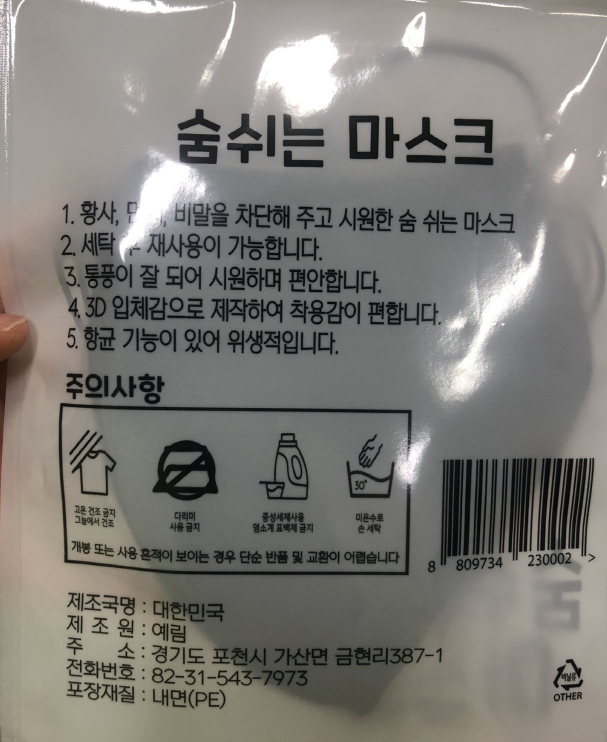 숨쉬는 마스크
1. 황사, 비말을 차단해 주고 시원한 숨 쉬는 마스크
2. 세탁 재사용이 가능합니다.
3. 통풍이 잘 되어 시원하며 편안합니다.
4. 3D 입체감으로 제작하여 착용감이 편합니다.
5. 항균 기능이 있어 위생적입니다.
주의사항
고온 건조 금지
그늘에서 건조
다리미
사용 금지
중성세제사용
염소계 표백제 금지
30°
미온수로
손 세탁
개봉 또는 사용 흔적이 보이는 경우 단순 반품 및 교환이 어렵습니다
8 809734 230002 >
제조국명 : 대한민국
제 조 원 : 예림
주 소 : 경기도 포천시 가산면 금현리387-1
전화번호 : 82-31-543-7973
포장재질 : 내면(PE)
비닐류
OTHER